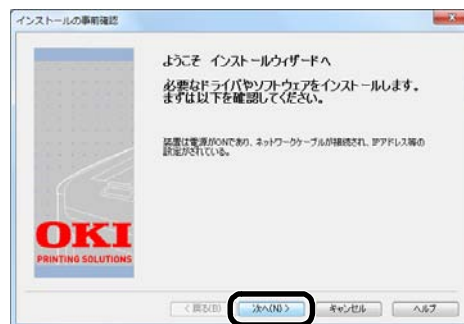 インストールの事前確認
ようこそ インストールウィザードへ
必要なドライバやソフトウェアをインストールします。
まずは以下を確認してください。
装置は電源がONであり、ネットワークケーブルが接続され、IPアドレス等の
設定がされている。
OKI
PRINTING SOLUTIONS
< 戻る(B) 次へ(N) > キャンセル ヘルプ